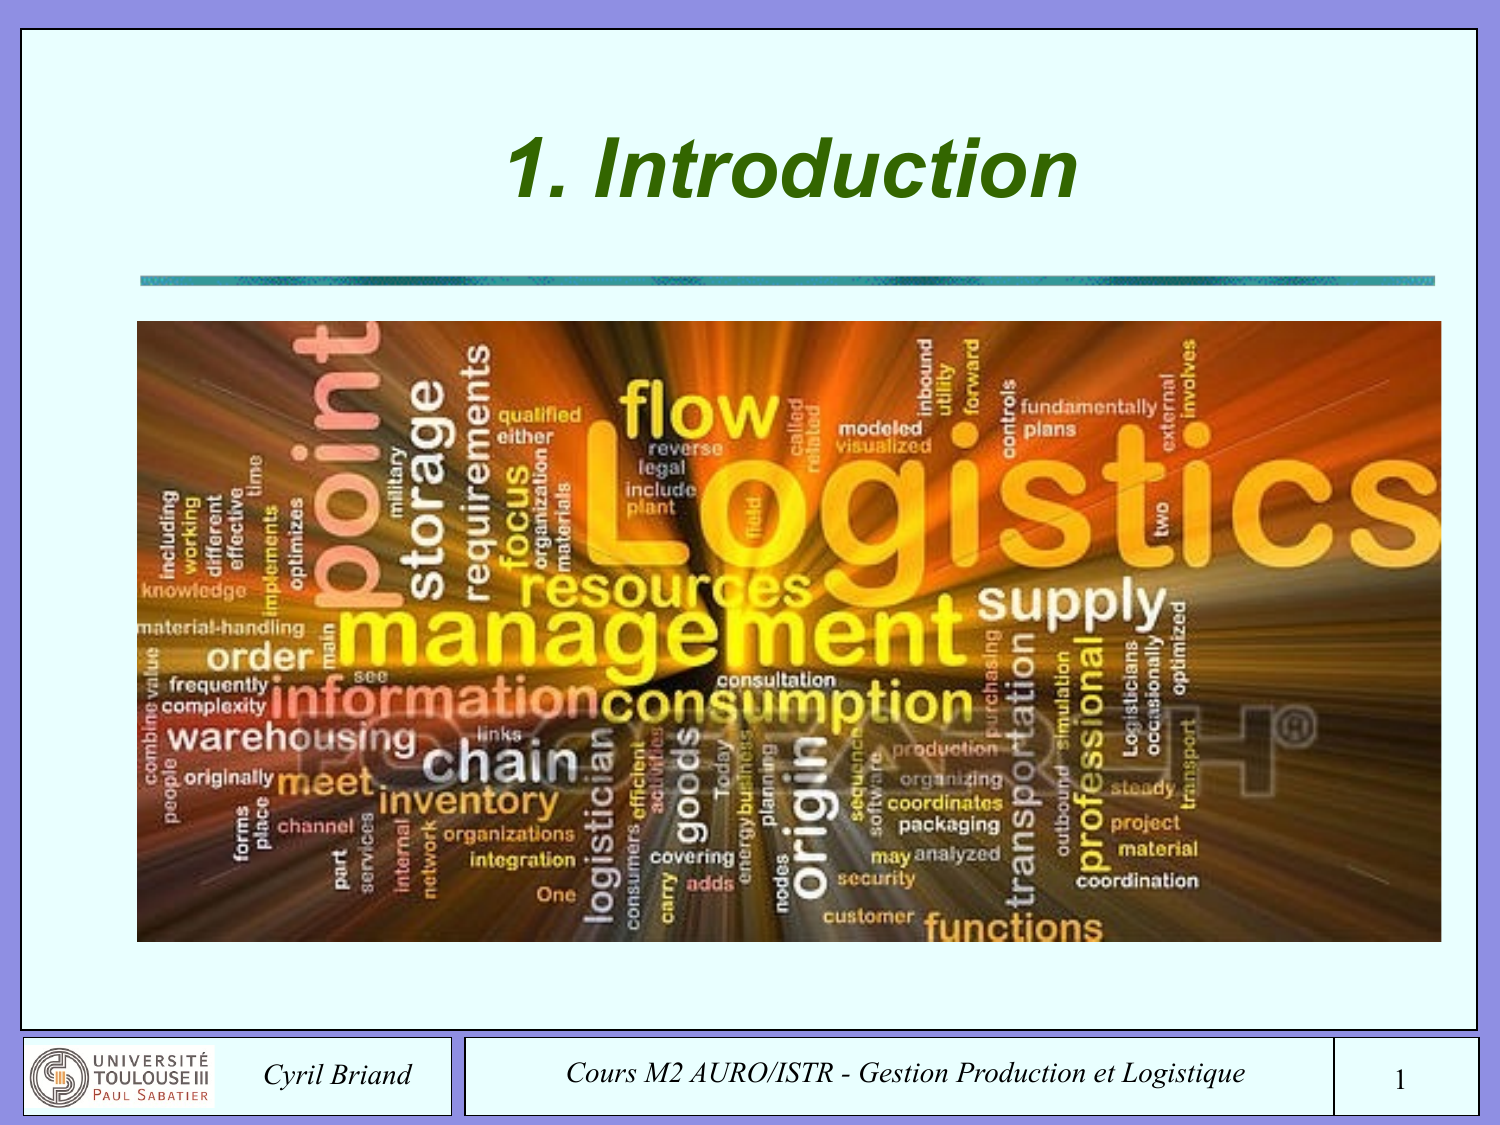 1. Introduction
point
storage
requirements
qualified
either
flow
reverse
legal
include
plant
called
related
modeled
visualized
inbound
utility
forward
controls
fundamentally
plans
external
involves
Logistics
field
two
military
focus
organization
materials
time
including
working
different
effective
implements
optimizes
knowledge
resources
supply
material-handling
main
management
order
see
consultation
purchasing
optimized
combine value
frequently
complexity
information
consumption
transportation
simulation
professional
Logisticians
occasionally
warehousing
links
chain
people
originally
meet
inventory
logistician
efficient
activities
goods
Today
business
energy
planning
origin
sequence
software
production
organizing
coordinates
packaging
outbound
steady
transport
forms
place
channel
part
services
internal
network
organizations
integration
One
consumers
carry
covering
adds
nodes
may
analyzed
security
customer
functions
project
material
coordination
®
UNIVERSITÉ
TOULOUSE III
PAUL SABATIER
Cyril Briand
Cours M2 AURO/ISTR - Gestion Production et Logistique
1